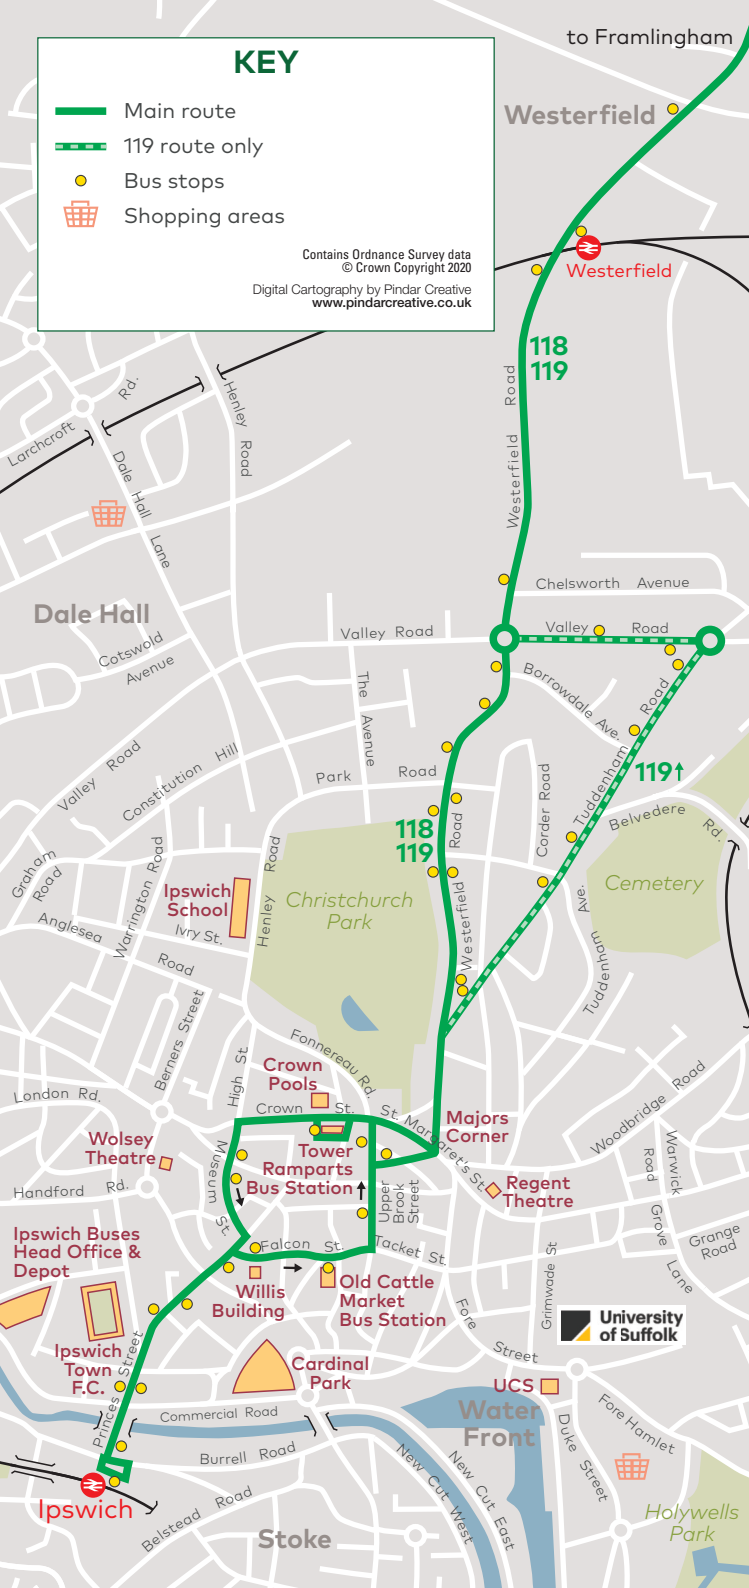 to Framlingham
KEY
Main route
119 route only
Bus stops
Shopping areas
Contains Ordnance Survey data
© Crown Copyright 2020
Digital Cartography by Pindar Creative
www.pindarcreative.co.uk
Westerfield
Westerfield
118
119
Westerfield Road
Larchcroft Rd.
Henley Road
Dale Hall Lane
Chelsworth Avenue
Dale Hall
Valley Road
Valley Road
Cotswold
Avenue
The Avenue
Borrowdale Ave.
Tuddenham Road
Valley Road
Constitution Hill
Park Road
119↑
118
119
Corder Road
Belvedere Rd.
Graham
Road
Warrington Road
Henley Road
Westerfield Road
Ipswich
School
Christchurch
Park
Cemetery
Anglesea Road
Ivry St.
Tuddenham Ave.
Berners Street
Fonnereau Rd.
High St.
Crown
Pools
London Rd.
Crown St.
St. Margaret's St.
Majors
Corner
Woodbridge Road
Wolsey
Theatre
Museum St.
Tower
Ramparts
Bus Station
Upper
Brook
Street
Regent
Theatre
Warwick
Road
Handford Rd.
Ipswich Buses
Head Office &
Depot
Falcon St.
Tacket St.
Grove Lane
Grange
Road
Grimwade St
Willis
Building
Old Cattle
Market
Bus Station
Fore Street
University
of Suffolk
Ipswich
Town
F.C.
Princes Street
Cardinal
Park
UCS
Commercial Road
Water
Front
Fore Hamlet
Duke Street
Burrell Road
New Cut West
New Cut East
Ipswich
Belstead Road
Stoke
Holywells
Park